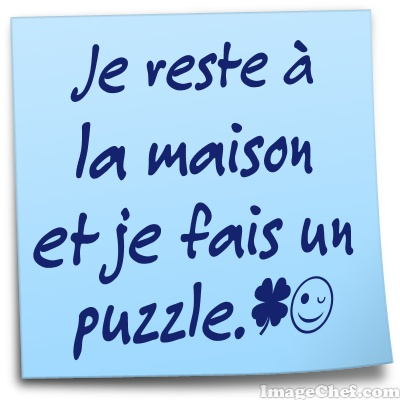 Je reste à
la maison
et je fais un
puzzle.🍀😉
ImageChef.com